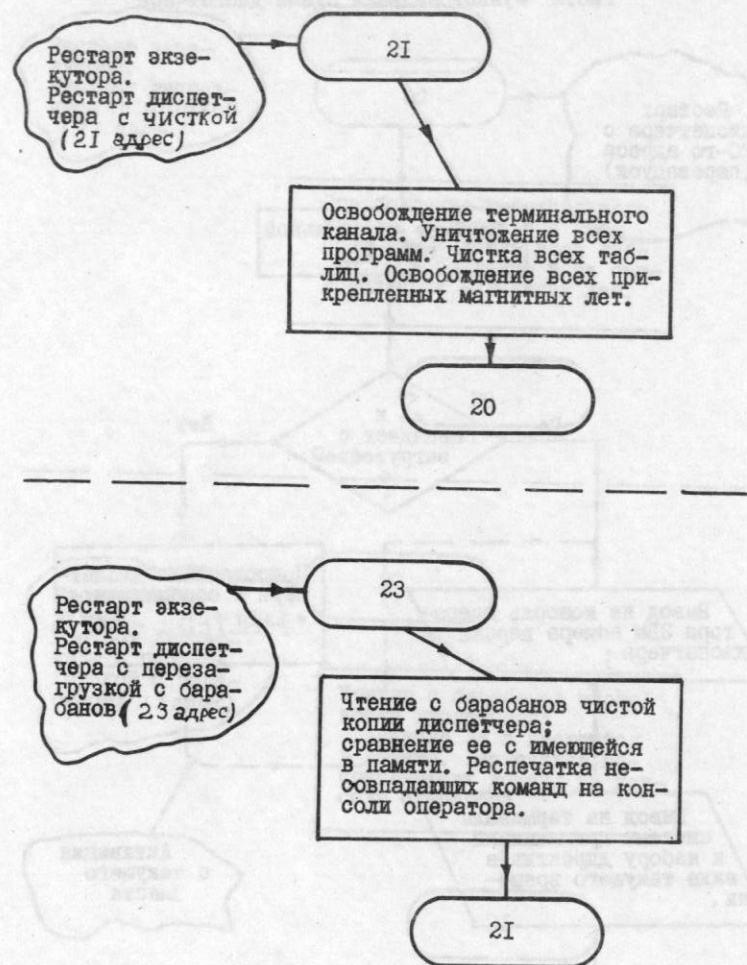 21
Рестарт экзе-
кутора.
Рестарт диспет-
чера с чисткой
(21 адрес)
Освобождение терминального
канала. Уничтожение всех
программ. Чистка всех таб-
лиц. Освобождение всех при-
крепленных магнитных лет.
20
23
Рестарт экзе-
кутора.
Рестарт диспет-
чера с переза-
грузкой с бара-
банов (23 адрес)
Чтение с барабанов чистой
копии диспетчера;
сравнение ее с имеющейся
в памяти. Распечатка не-
совпадающих команд на кон-
соли оператора.
21